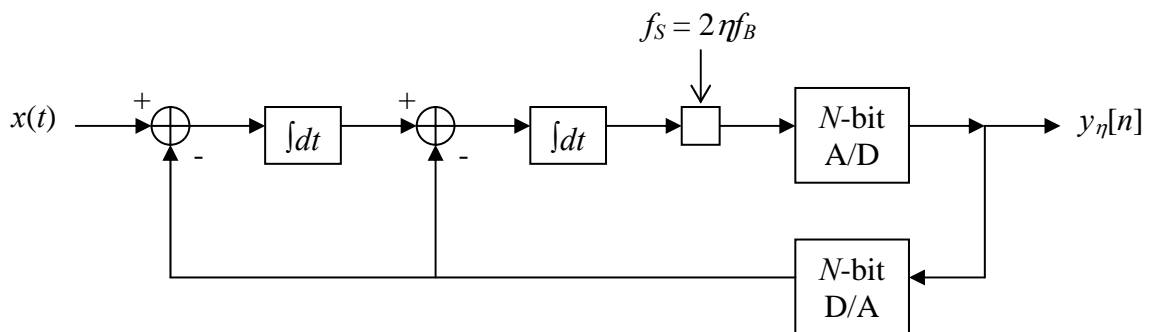 f_S = 2ηf_B
x(t)
+
-
∫dt
+
-
∫dt
N-bit
A/D
y_η[n]
N-bit
D/A